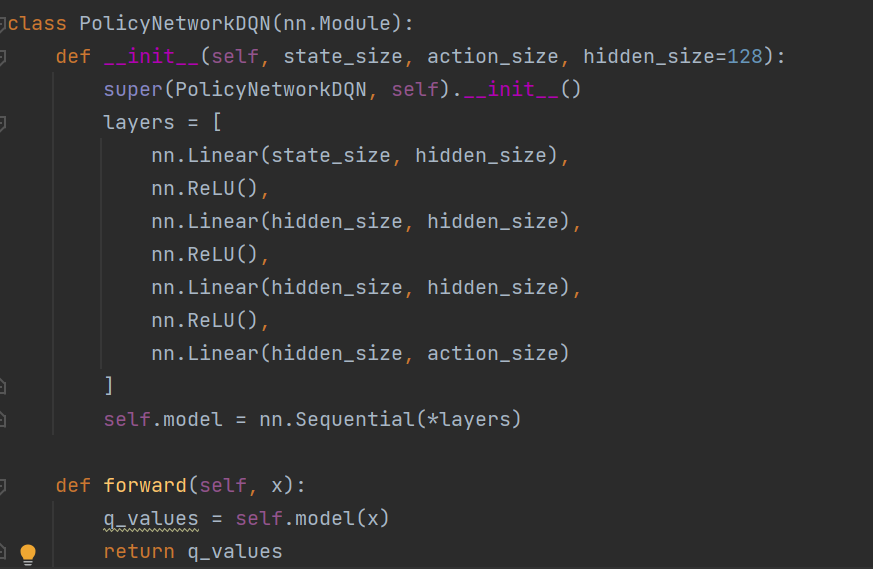 class PolicyNetworkDQN(nn.Module):
    def __init__(self, state_size, action_size, hidden_size=128):
        super(PolicyNetworkDQN, self).__init__()
        layers = [
            nn.Linear(state_size, hidden_size),
            nn.ReLU(),
            nn.Linear(hidden_size, hidden_size),
            nn.ReLU(),
            nn.Linear(hidden_size, hidden_size),
            nn.ReLU(),
            nn.Linear(hidden_size, action_size)
        ]
        self.model = nn.Sequential(*layers)

    def forward(self, x):
        q_values = self.model(x)
        return q_values